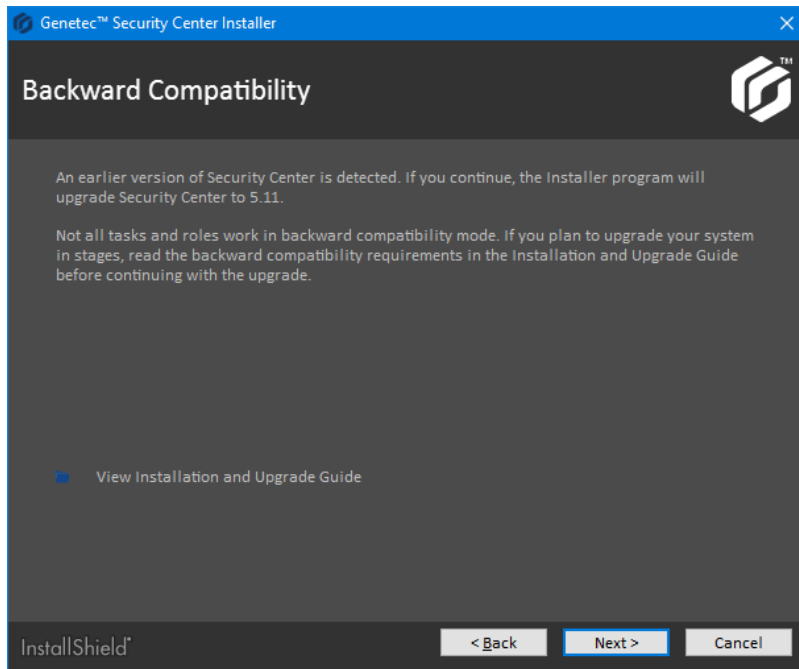 Genetec™ Security Center Installer
Backward Compatibility
TM
An earlier version of Security Center is detected. If you continue, the Installer program will
upgrade Security Center to 5.11.
Not all tasks and roles work in backward compatibility mode. If you plan to upgrade your system
in stages, read the backward compatibility requirements in the Installation and Upgrade Guide
before continuing with the upgrade.
View Installation and Upgrade Guide
InstallShield
< Back
Next >
Cancel